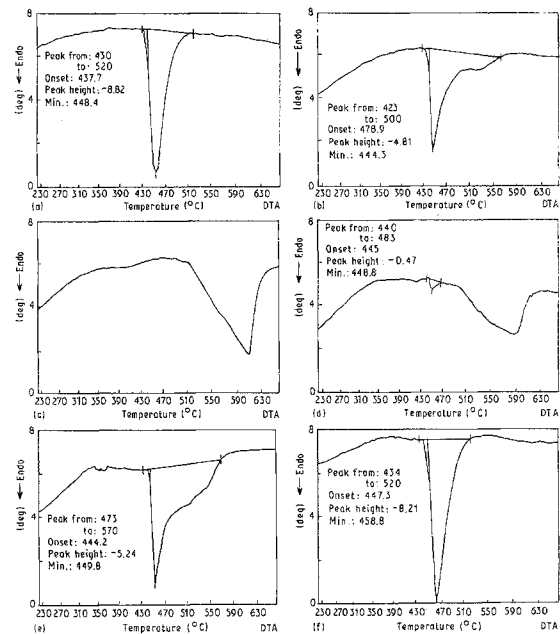 8
Peak from: 430
to: 520
Onset: 437.7
Peak height: -8.82
Min.: 448.4
4
(deg) ← Endo
0
230 270 310 350 390 430 470 510 550 590 630
(a) Temperature (°C) DTA
8
Peak from: 423
to: 500
Onset: 478.9
Peak height: -4.81
Min.: 444.3
4
(deg) ← Endo
0
230 270 310 350 390 430 470 510 550 590 630
(b) Temperature (°C) DTA
8
4
(deg) ← Endo
0
230 270 310 350 390 430 470 510 550 590 630
(c) Temperature (°C) DTA
8
Peak from: 440
to: 483
Onset: 445
Peak height: -0.47
Min.: 448.8
4
(deg) ← Endo
0
230 270 310 350 390 430 470 510 550 590 630
(d) Temperature (°C) DTA
8
4
(deg) ← Endo
Peak from: 473
to: 570
Onset: 444.2
Peak height: -5.24
Min.: 449.8
0
230 270 310 350 390 430 470 510 550 590 630
(e) Temperature (°C) DTA
8
4
(deg) ← Endo
Peak from: 434
to: 520
Onset: 447.3
Peak height: -8.21
Min.: 458.8
0
230 270 310 350 390 430 470 510 550 590 630
(f) Temperature (°C) DTA